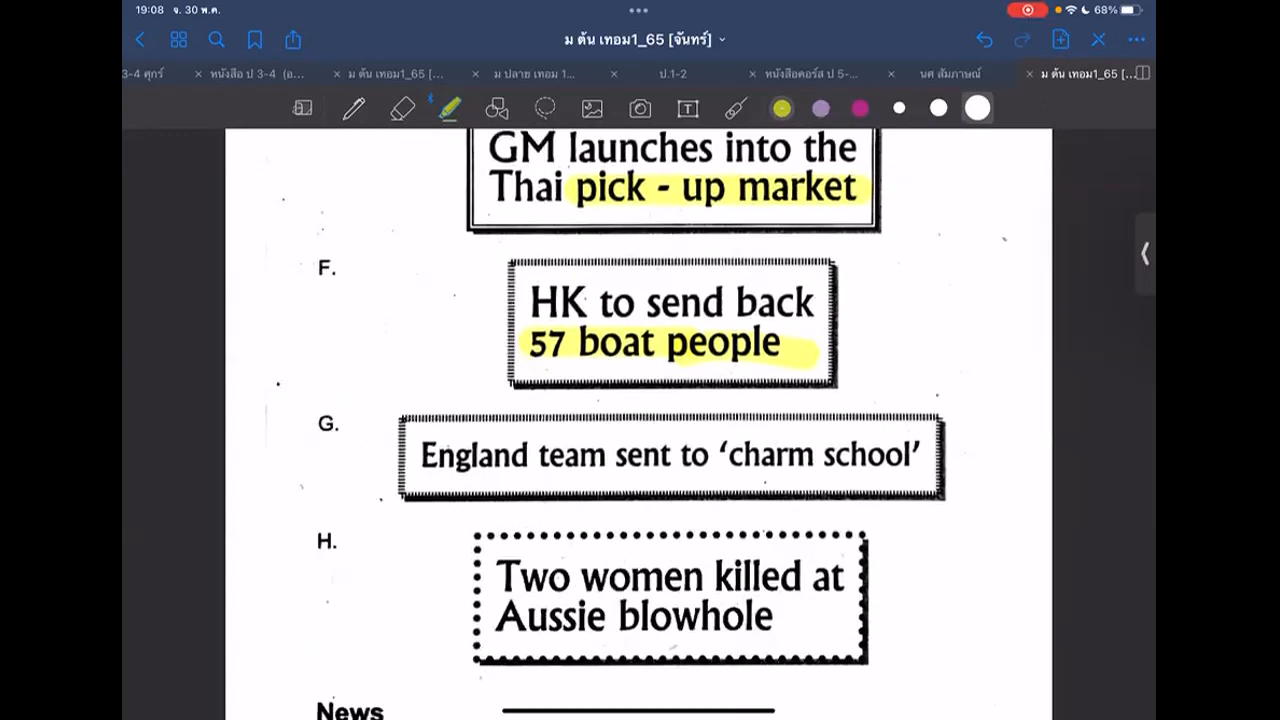 19:08 จ. 30 พ.ค.
68%
ม ต้น เทอม1_65 [จันทร์]
3-4 ศุกร์
หนังสือ ป 3-4 (อ...
ม ต้น เทอม1_65 [...
ม ปลาย เทอม 1...
ป.1-2
หนังสือคอร์ส ป 5-...
นศ สัมภาษณ์
ม ต้น เทอม1_65 [...
GM launches into the
Thai pick - up market
F.
HK to send back
57 boat people
G.
England team sent to ‘charm school’
H.
Two women killed at
Aussie blowhole
News